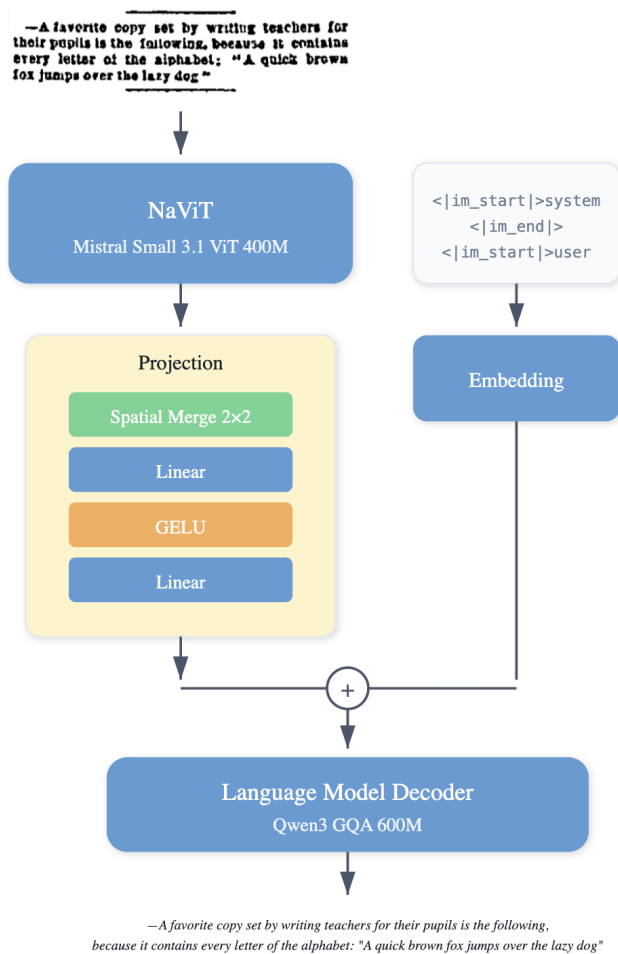 —A favorite copy set by writing teachers for
their pupils is the following, because it contains
every letter of the alphabet: "A quick brown
fox jumps over the lazy dog"
NaViT
Mistral Small 3.1 ViT 400M
<|im_start|>system
<|im_end|>
<|im_start|>user
Projection
Spatial Merge 2×2
Linear
GELU
Linear
Embedding
+
Language Model Decoder
Qwen3 GQA 600M
—A favorite copy set by writing teachers for their pupils is the following,
because it contains every letter of the alphabet: "A quick brown fox jumps over the lazy dog"